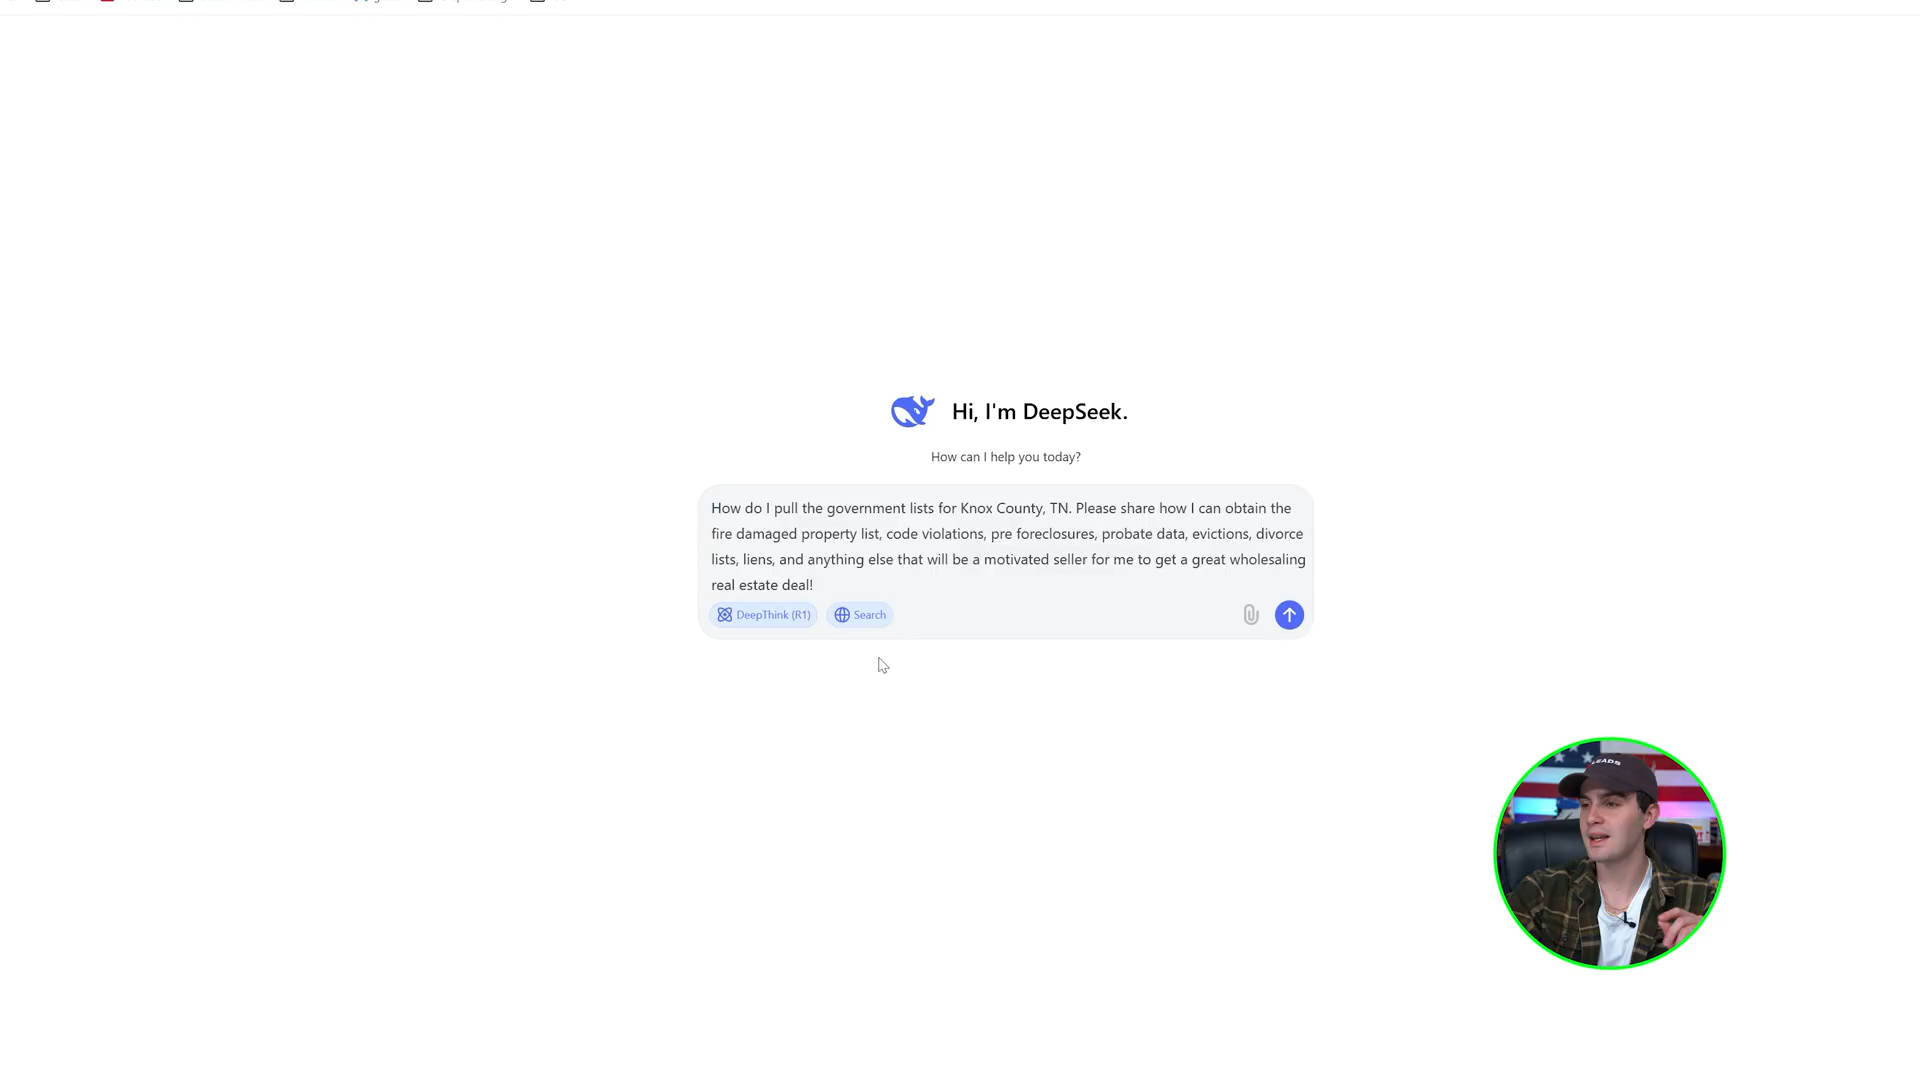 Hi, I'm DeepSeek.
How can I help you today?
How do I pull the government lists for Knox County, TN. Please share how I can obtain the
fire damaged property list, code violations, pre foreclosures, probate data, evictions, divorce
lists, liens, and anything else that will be a motivated seller for me to get a great wholesaling
real estate deal!
DeepThink (R1)
Search